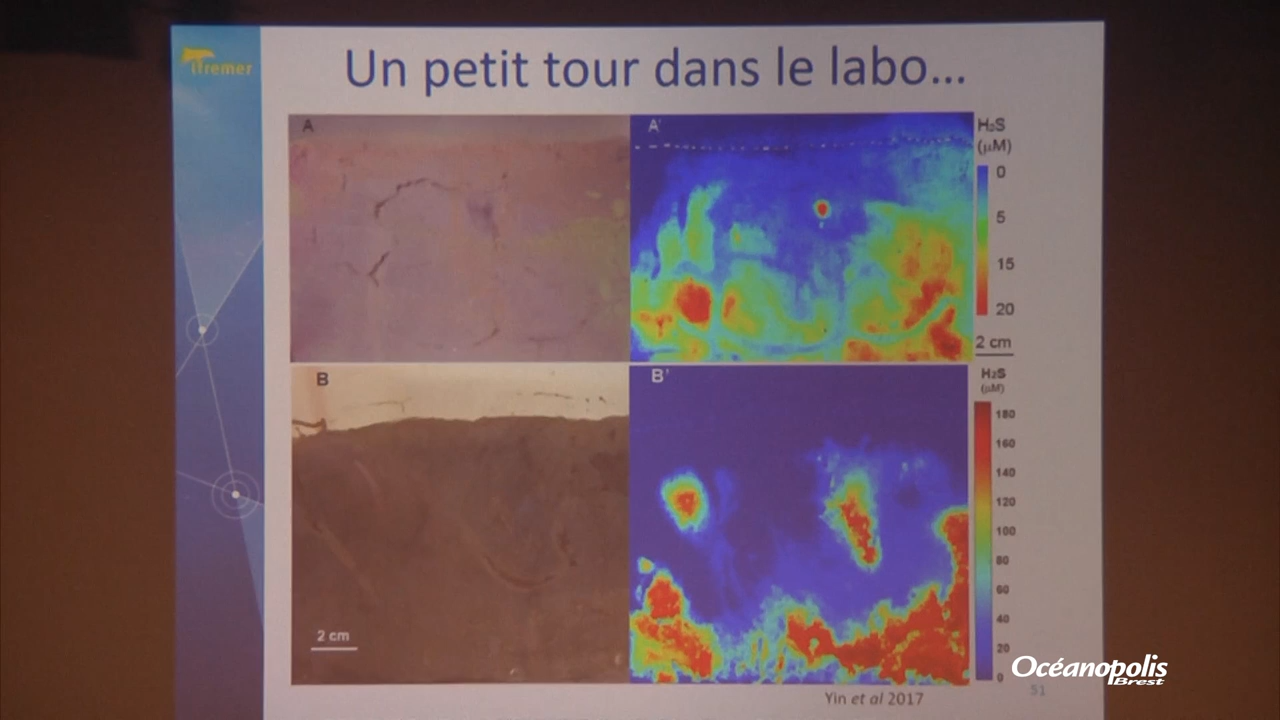 Ifremer
Un petit tour dans le labo...
A
A'
H₂S
(µM)
0
5
15
20
2 cm
B
B'
H₂S
(µM)
180
160
140
120
100
80
60
40
20
0
2 cm
Yin et al 2017
51
Océanopolis
Brest